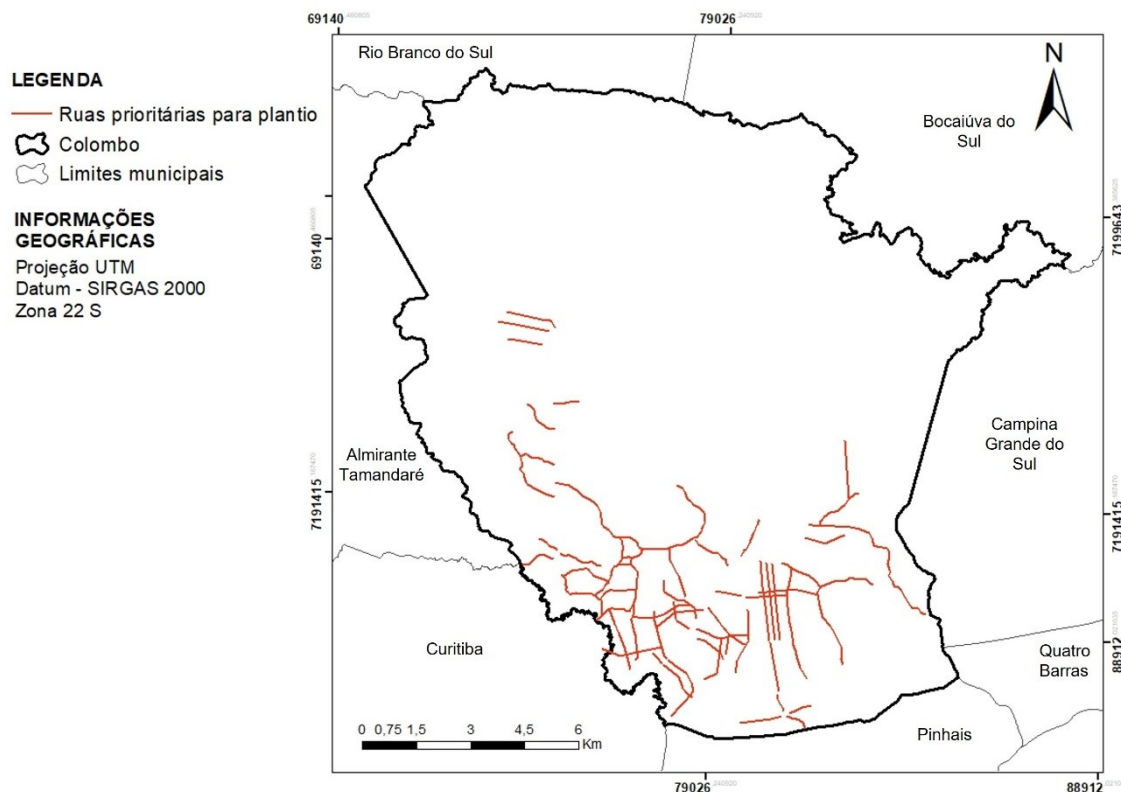 69140
79026
LEGENDA
Ruas prioritárias para plantio
Colombo
Limites municipais
INFORMAÇÕES
GEOGRÁFICAS
Projeção UTM
Datum - SIRGAS 2000
Zona 22 S
Rio Branco do Sul
N
Bocaiúva do
Sul
69140
7199643
Campina
Grande do
Sul
Almirante
Tamandaré
7191415
7191415
Curitiba
Quatro
Barras
88912
Pinhais
0 0,75 1,5 3 4,5 6
Km
79026
88912